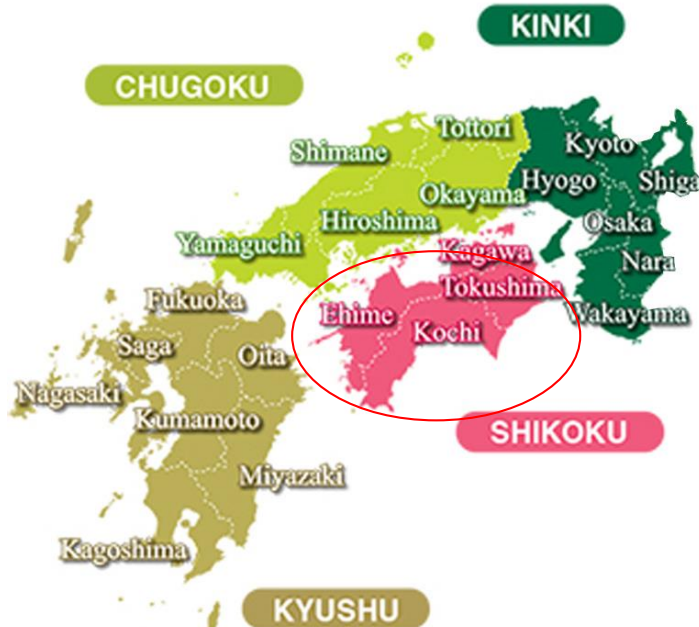 KINKI
CHUGOKU
Tottori
Kyoto
Shimane
Hyogo
Shiga
Okayama
Hiroshima
Osaka
Yamaguchi
Kagawa
Nara
Tokushima
Fukuoka
Ehime
Wakayama
Kochi
Saga
Oita
Nagasaki
Kumamoto
SHIKOKU
Miyazaki
Kagoshima
KYUSHU